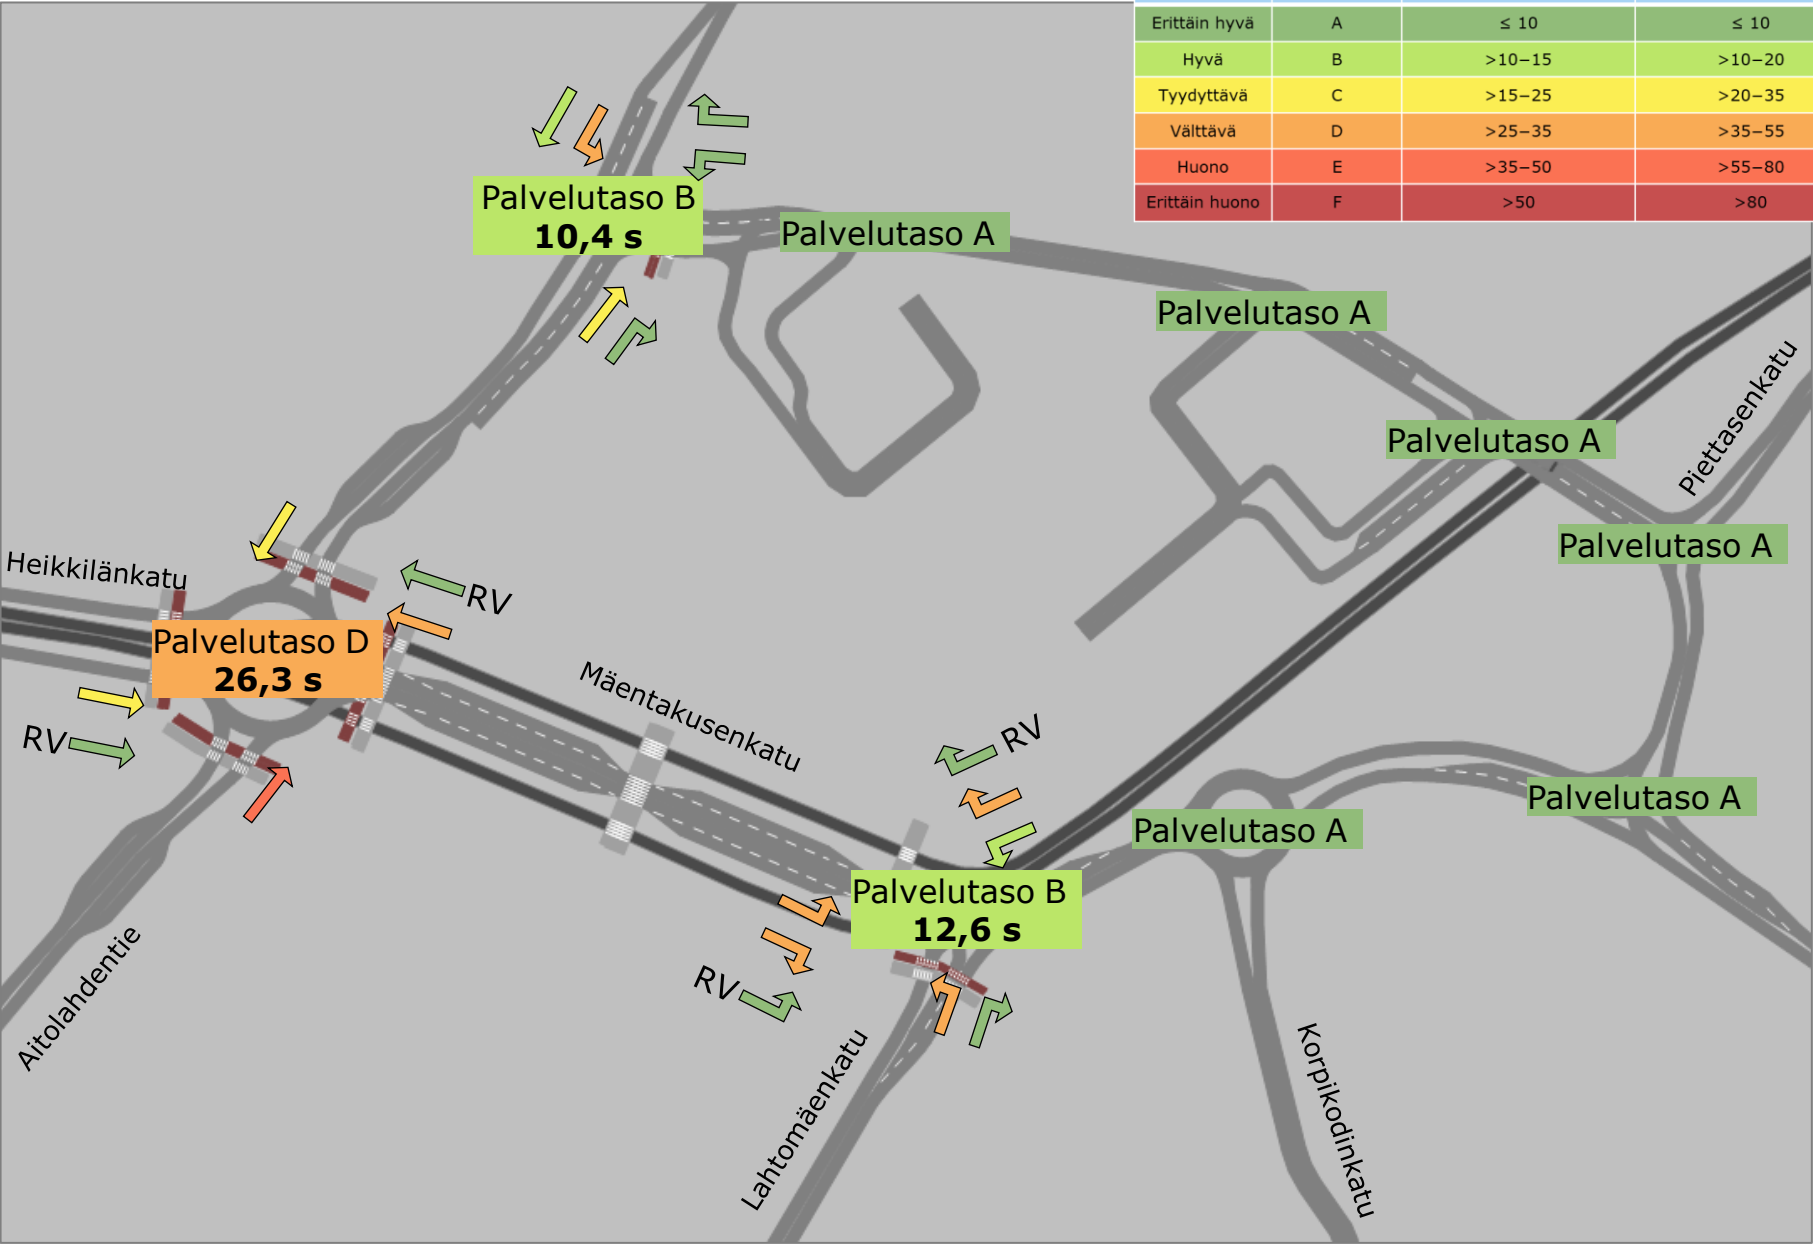 Erittäin hyvä A ≤ 10 ≤ 10
Hyvä B >10–15 >10–20
Tyydyttävä C >15–25 >20–35
Välttävä D >25–35 >35–55
Huono E >35–50 >55–80
Erittäin huono F >50 >80
Palvelutaso B
10,4 s
Palvelutaso A
Palvelutaso A
Palvelutaso A
Piettasenkatu
Palvelutaso A
Heikkilänkatu
RV
Palvelutaso D
26,3 s
Mäentakusenkatu
RV
RV
Palvelutaso A
Palvelutaso A
Palvelutaso B
12,6 s
RV
Aitolahdentie
Lahtomäenkatu
Korpikodinkatu